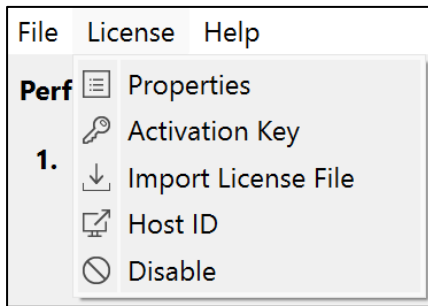 File License Help
Perf
Properties
Activation Key
1.
Import License File
Host ID
Disable